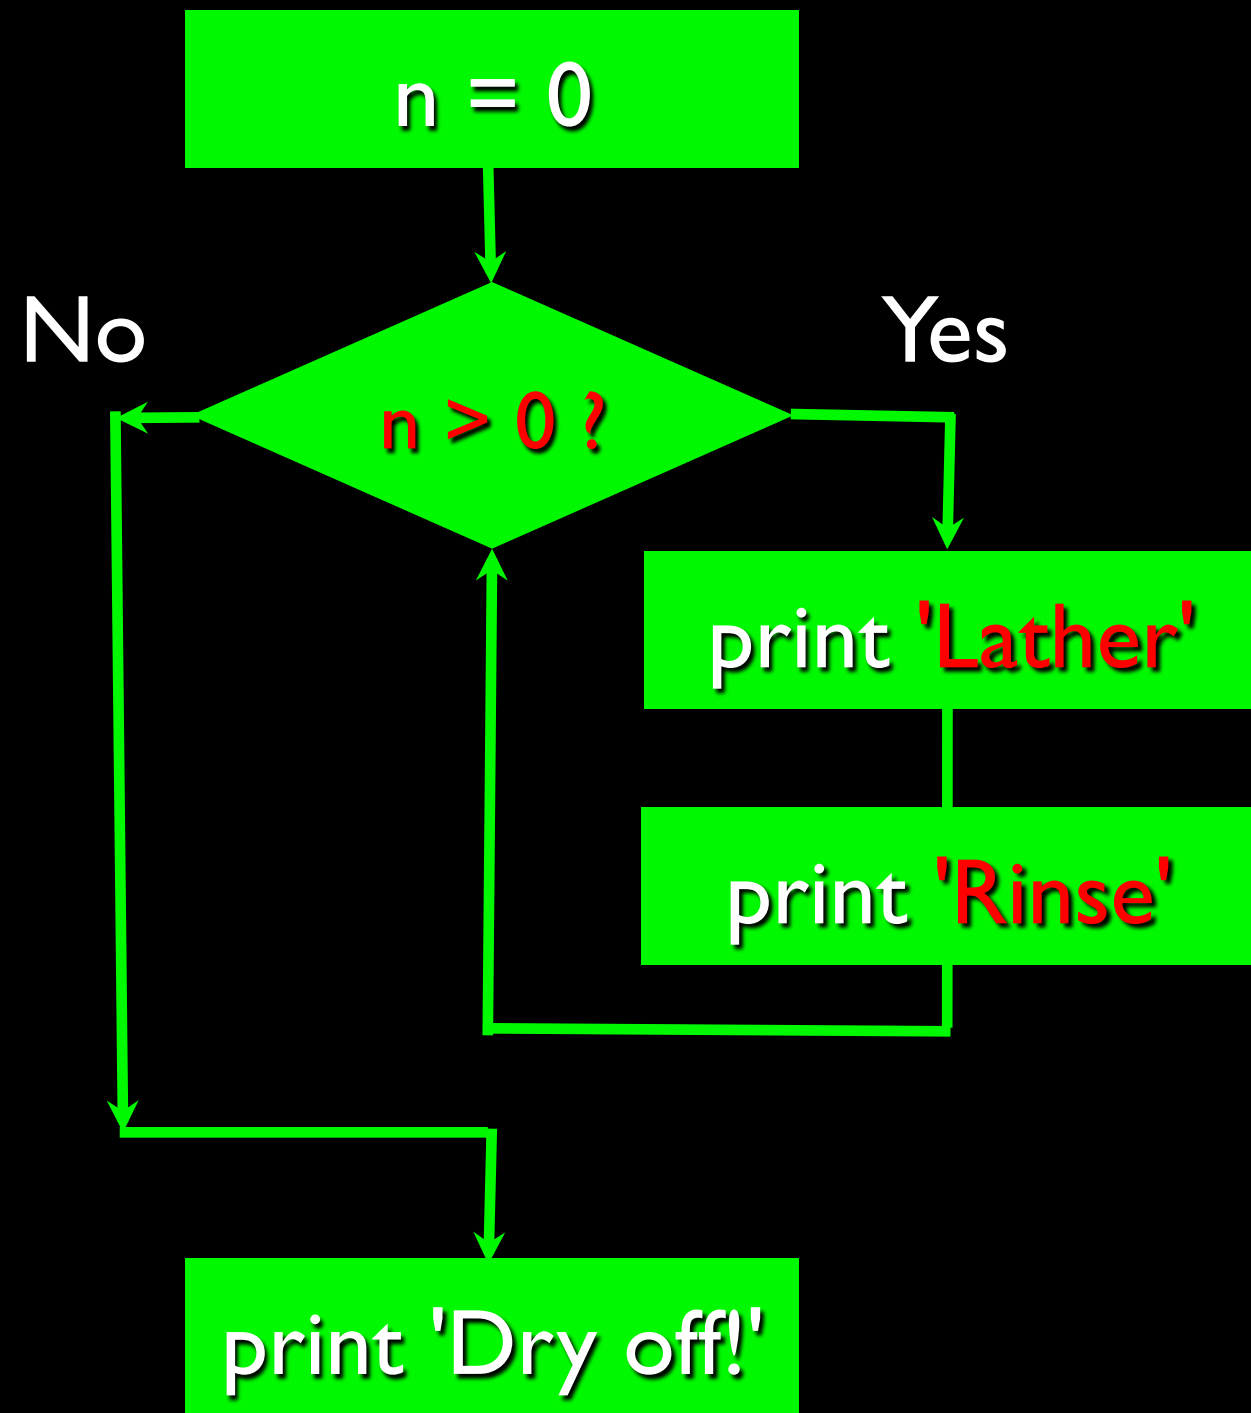 n = 0
No
Yes
n > 0 ?
print 'Lather'
print 'Rinse'
print 'Dry off!'